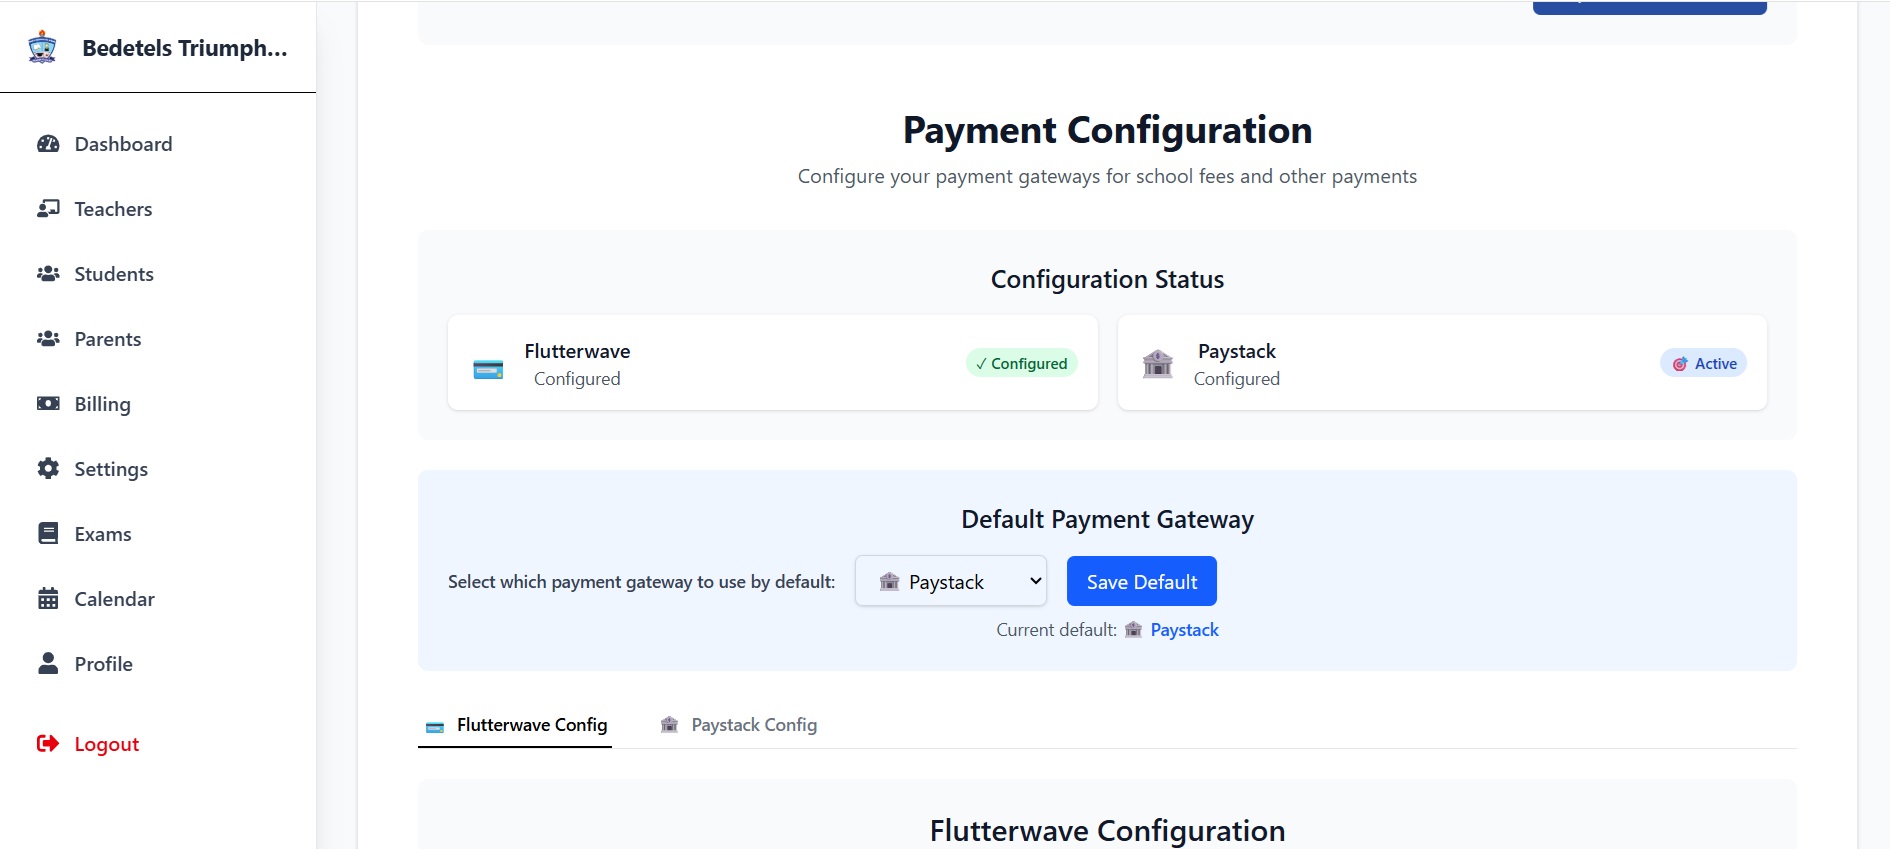 Bedetels Triumph...
Dashboard
Teachers
Students
Parents
Billing
Settings
Exams
Calendar
Profile
Logout
Payment Configuration
Configure your payment gateways for school fees and other payments
Configuration Status
Flutterwave
Configured
✓ Configured
Paystack
Configured
Active
Default Payment Gateway
Select which payment gateway to use by default:
Paystack
Save Default
Current default: Paystack
Flutterwave Config
Paystack Config
Flutterwave Configuration